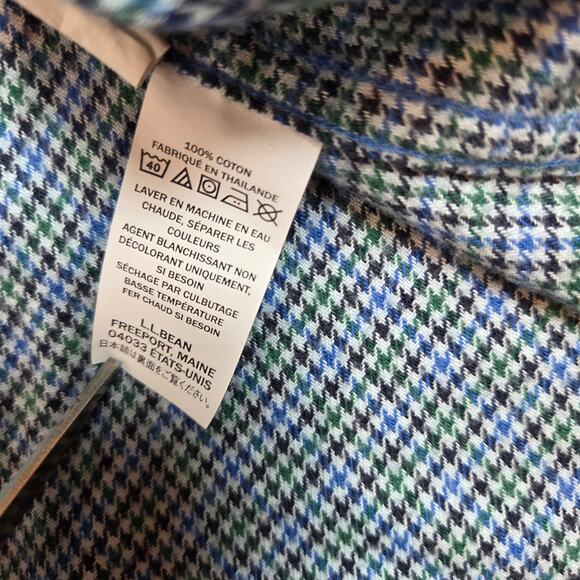 100% COTON
FABRIQUÉ EN THAILANDE
40
LAVER EN MACHINE EN EAU
CHAUDE, SÉPARER LES
COULEURS
AGENT BLANCHISSANT NON
DÉCOLORANT UNIQUEMENT,
SI BESOIN
SÉCHAGE PAR CULBUTAGE
BASSE TEMPÉRATURE
FER CHAUD SI BESOIN
L.L.BEAN
FREEPORT, MAINE
04033 ÉTATS-UNIS
日本語は裏面をご覧ください。